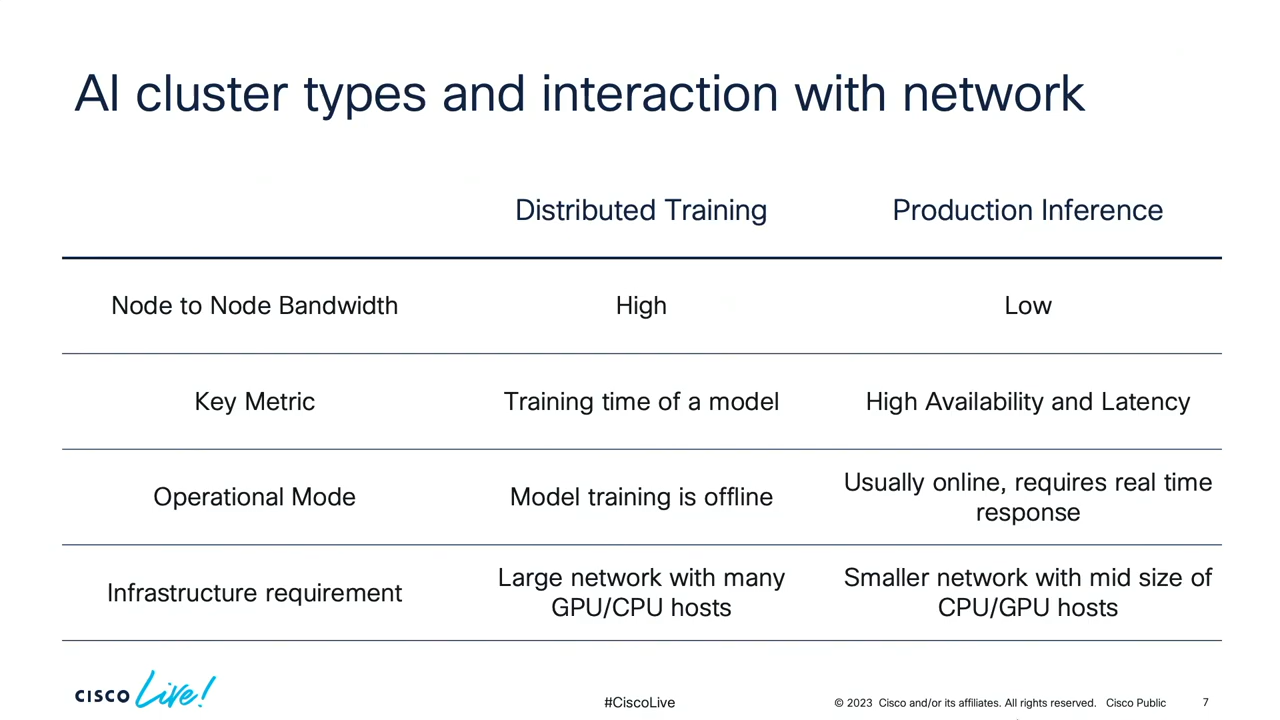 AI cluster types and interaction with network
Distributed Training
Production Inference
Node to Node Bandwidth
High
Low
Key Metric
Training time of a model
High Availability and Latency
Operational Mode
Model training is offline
Usually online, requires real time
response
Infrastructure requirement
Large network with many
GPU/CPU hosts
Smaller network with mid size of
CPU/GPU hosts
CISCO Live!
#CiscoLive
© 2023 Cisco and/or its affiliates. All rights reserved. Cisco Public
7